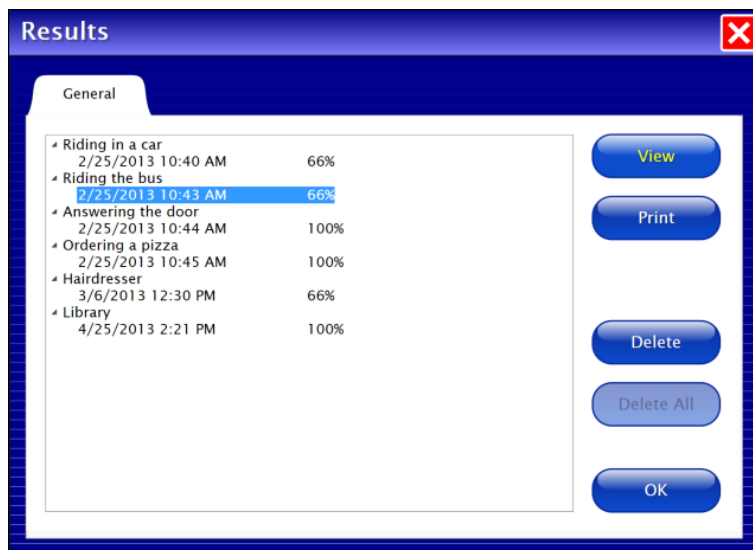 Results
General
Riding in a car
2/25/2013 10:40 AM 66%
Riding the bus
2/25/2013 10:43 AM 66%
Answering the door
2/25/2013 10:44 AM 100%
Ordering a pizza
2/25/2013 10:45 AM 100%
Hairdresser
3/6/2013 12:30 PM 66%
Library
4/25/2013 2:21 PM 100%
View
Print
Delete
Delete All
OK